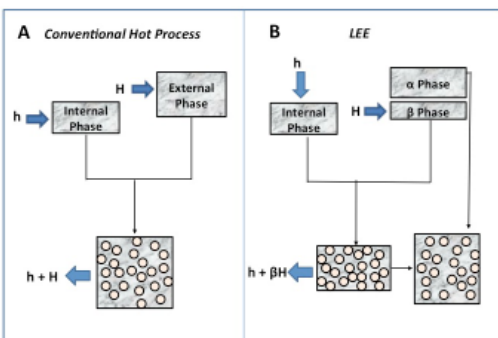 A Conventional Hot Process
H
External
Phase
h
Internal
Phase
h + H
B LEE
h
α Phase
Internal
Phase
H
β Phase
h + βH